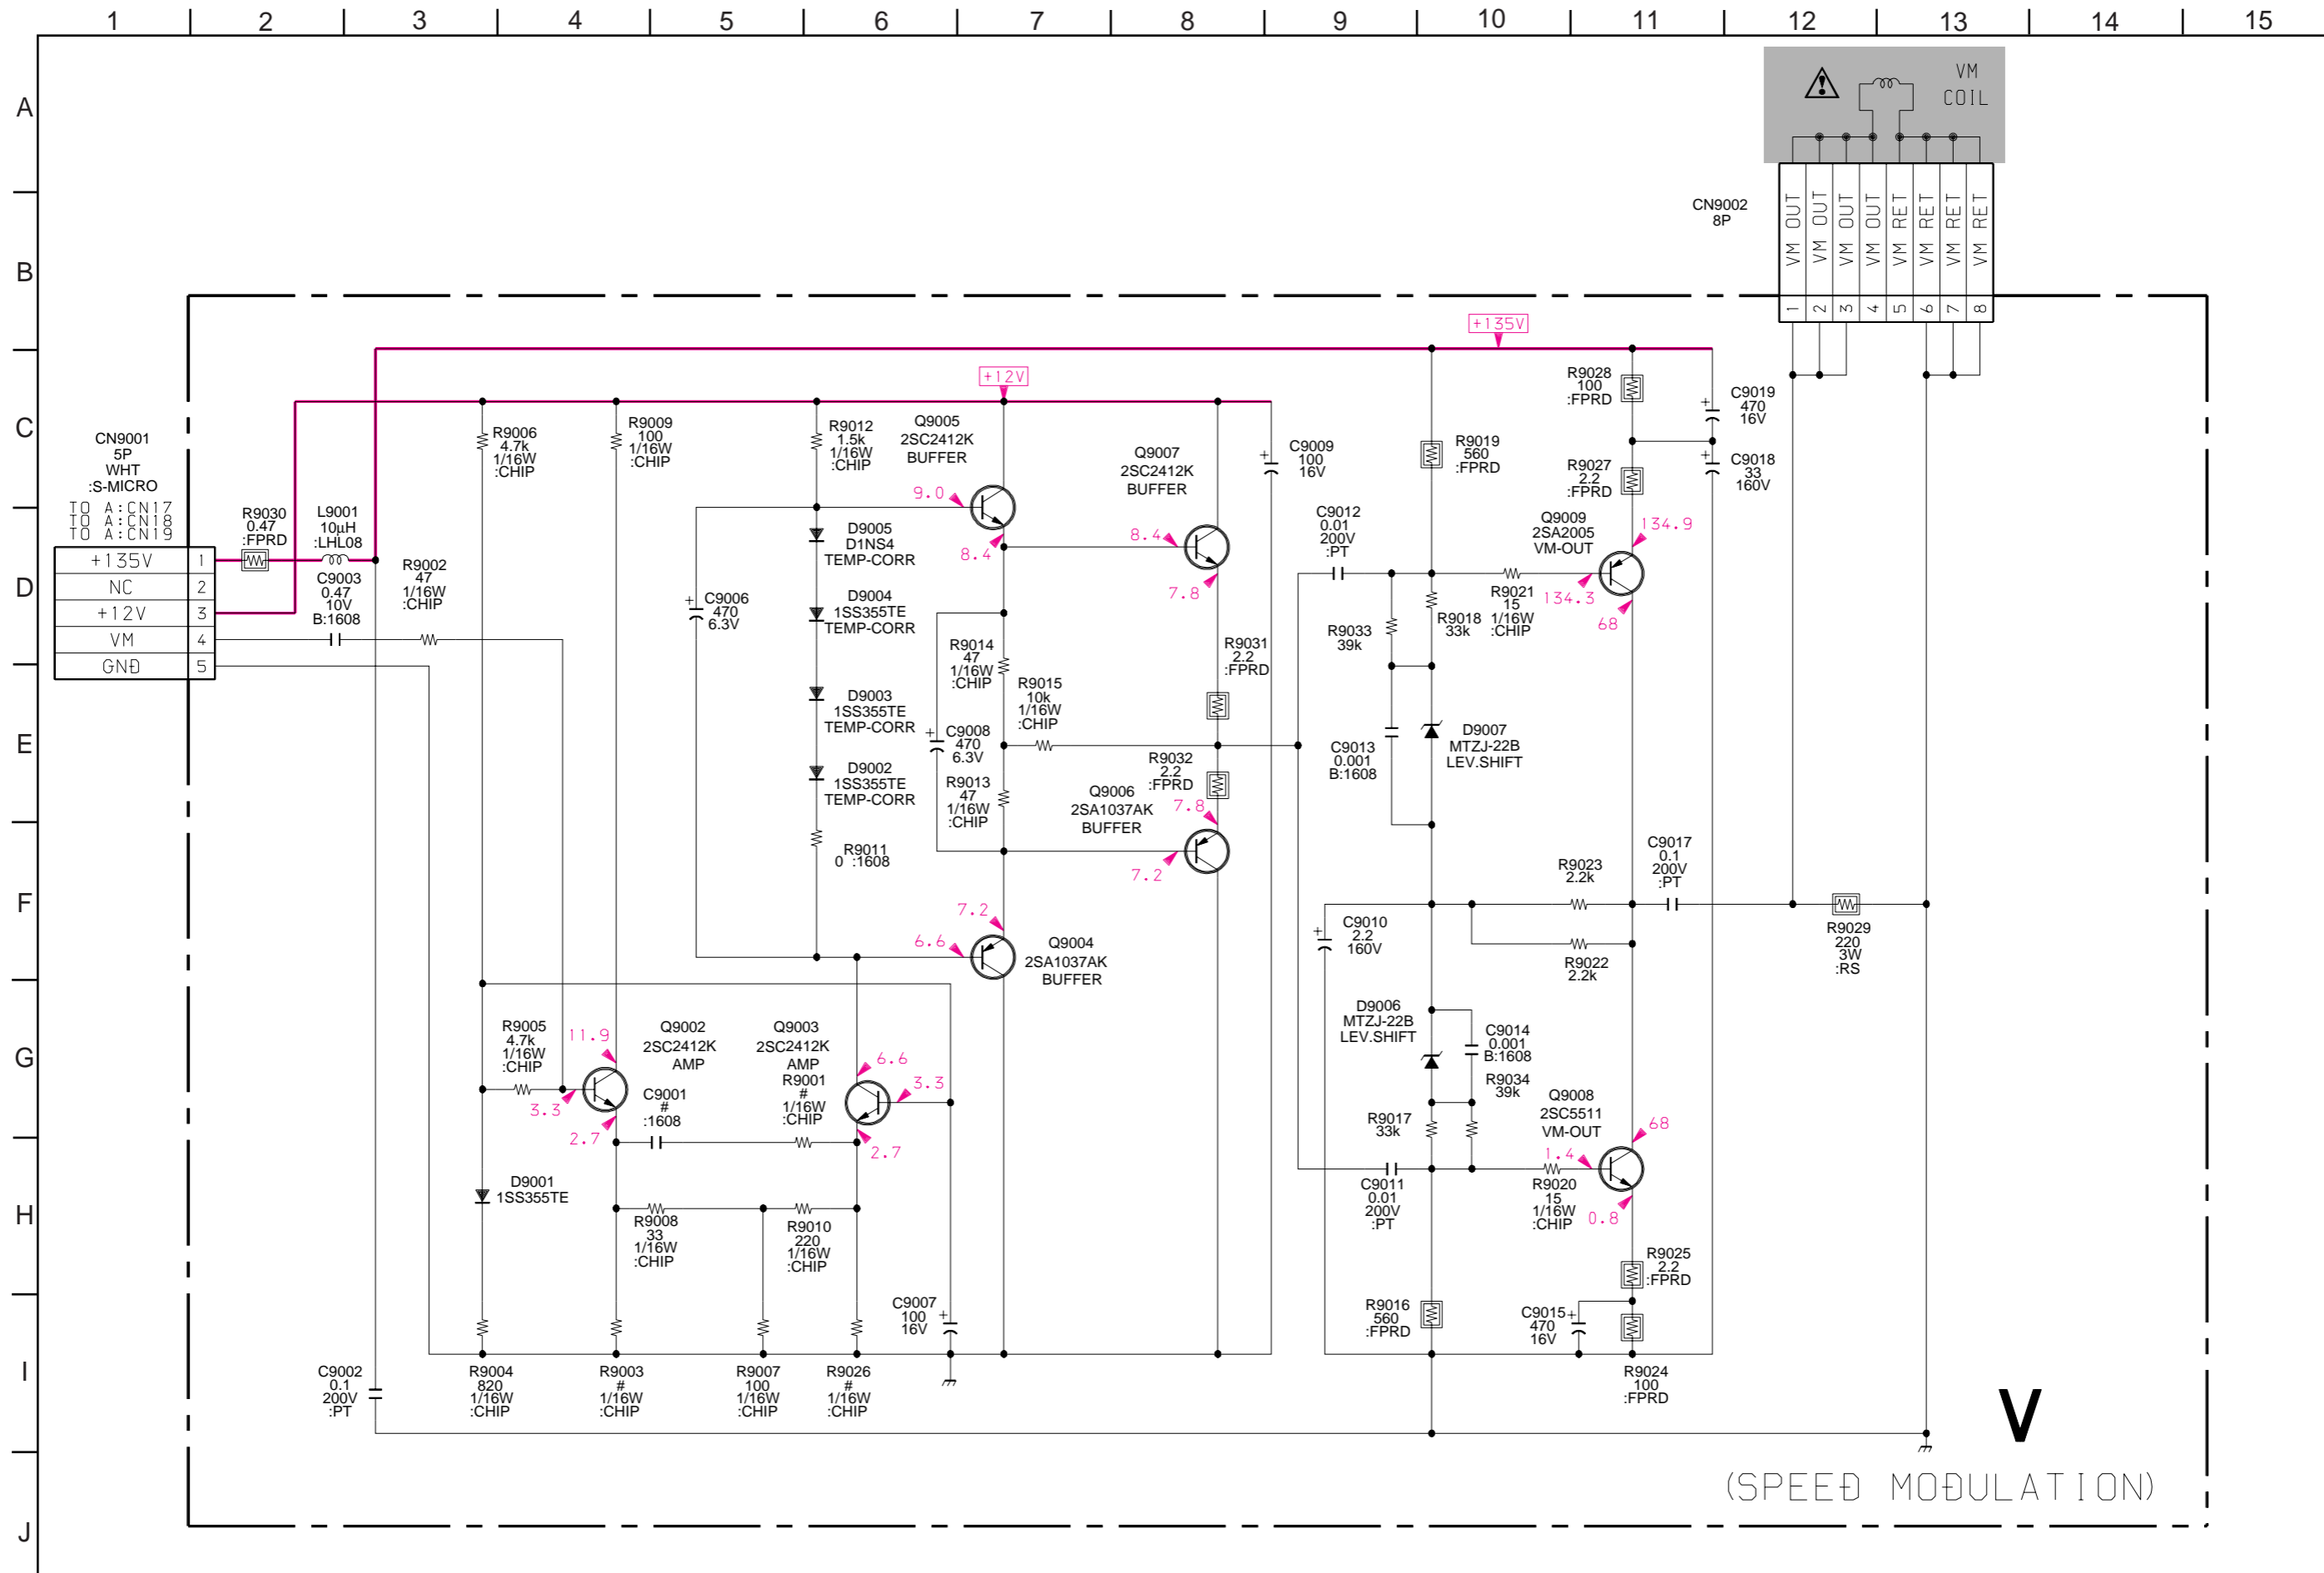 1 2 3 4 5 6 7 8 9 10 11 12 13 14 15
A
B
C
D
E
F
G
H
I
J
VM
COIL
CN9002
8P
VM OUT
VM OUT
VM OUT
VM OUT
VM RET
VM RET
VM RET
VM RET
1 2 3 4 5 6 7 8
+135V
+12V
CN9001
5P
WHT
:S-MICRO
TO A:CN17
TO A:CN18
TO A:CN19
+135V 1
NC 2
+12V 3
VM 4
GND 5
R9030
0.47
:FPRD
L9001
10µH
:LHL08
C9003
0.47
10V
B:1608
R9002
47
1/16W
:CHIP
R9006
4.7k
1/16W
:CHIP
R9009
100
1/16W
:CHIP
R9012
1.5k
1/16W
:CHIP
Q9005
2SC2412K
BUFFER
9.0
8.4
Q9007
2SC2412K
BUFFER
8.4
7.8
C9009
100
16V
R9019
560
:FPRD
R9028
100
:FPRD
R9027
2.2
:FPRD
C9019
470
16V
C9018
33
160V
D9005
D1NS4
TEMP-CORR
D9004
1SS355TE
TEMP-CORR
D9003
1SS355TE
TEMP-CORR
D9002
1SS355TE
TEMP-CORR
R9011
0 :1608
C9006
470
6.3V
C9012
0.01
200V
:PT
Q9009
2SA2005
VM-OUT
134.9
134.3
68
R9021
15
1/16W
:CHIP
R9018
33k
R9033
39k
R9014
47
1/16W
:CHIP
R9015
10k
1/16W
:CHIP
R9031
2.2
:FPRD
C9008
470
6.3V
R9013
47
1/16W
:CHIP
R9032
2.2
:FPRD
Q9006
2SA1037AK
BUFFER
7.8
7.2
C9013
0.001
B:1608
D9007
MTZJ-22B
LEV.SHIFT
R9023
2.2k
C9017
0.1
200V
:PT
R9022
2.2k
R9029
220
3W
:RS
C9010
2.2
160V
7.2
6.6
Q9004
2SA1037AK
BUFFER
R9005
4.7k
1/16W
:CHIP
11.9
3.3
2.7
Q9002
2SC2412K
AMP
Q9003
2SC2412K
AMP
C9001
#
:1608
R9001
#
1/16W
:CHIP
6.6
3.3
2.7
D9006
MTZJ-22B
LEV.SHIFT
C9014
0.001
B:1608
R9034
39k
R9017
33k
Q9008
2SC5511
VM-OUT
68
1.4
0.8
D9001
1SS355TE
R9008
33
1/16W
:CHIP
R9010
220
1/16W
:CHIP
C9011
0.01
200V
:PT
R9020
15
1/16W
:CHIP
R9025
2.2
:FPRD
C9007
100
16V
R9016
560
:FPRD
C9015
470
16V
C9002
0.1
200V
:PT
R9004
820
1/16W
:CHIP
R9003
#
1/16W
:CHIP
R9007
100
1/16W
:CHIP
R9026
#
1/16W
:CHIP
R9024
100
:FPRD
V
(SPEED MODULATION)